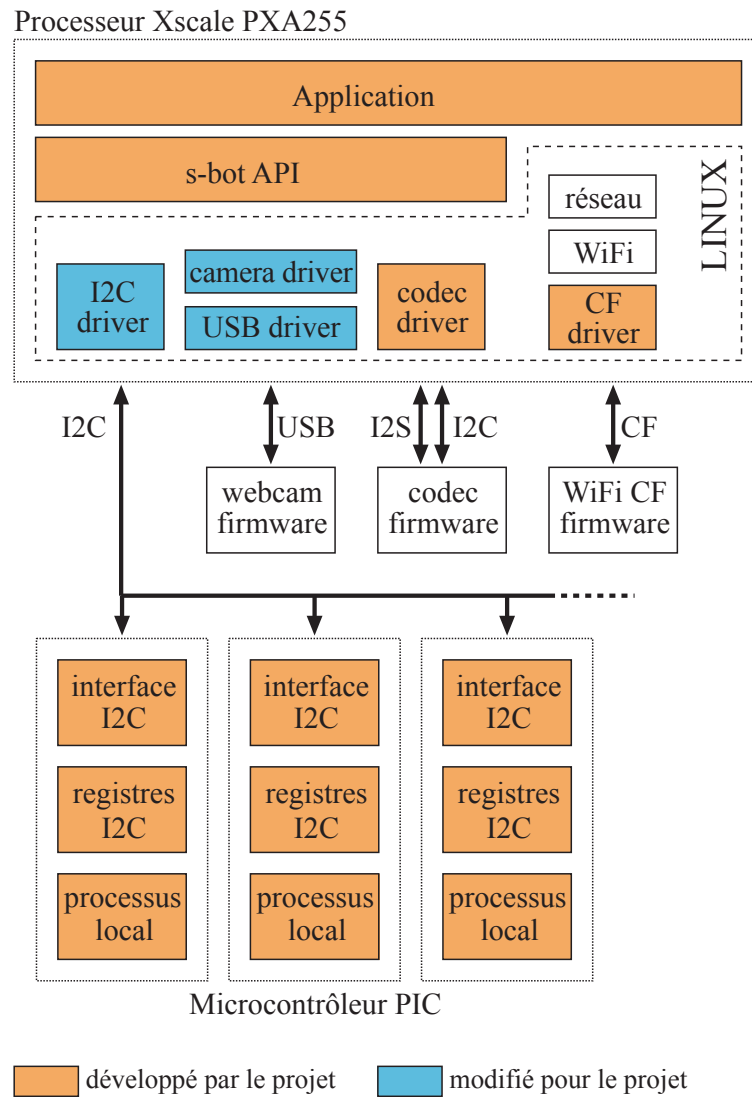 Processeur Xscale PXA255
Application
s-bot API
LINUX
réseau
WiFi
CF
driver
I2C
driver
camera driver
USB driver
codec
driver
I2C
USB
I2S
I2C
CF
webcam
firmware
codec
firmware
WiFi CF
firmware
interface
I2C
interface
I2C
interface
I2C
registres
I2C
registres
I2C
registres
I2C
processus
local
processus
local
processus
local
Microcontrôleur PIC
développé par le projet
modifié pour le projet